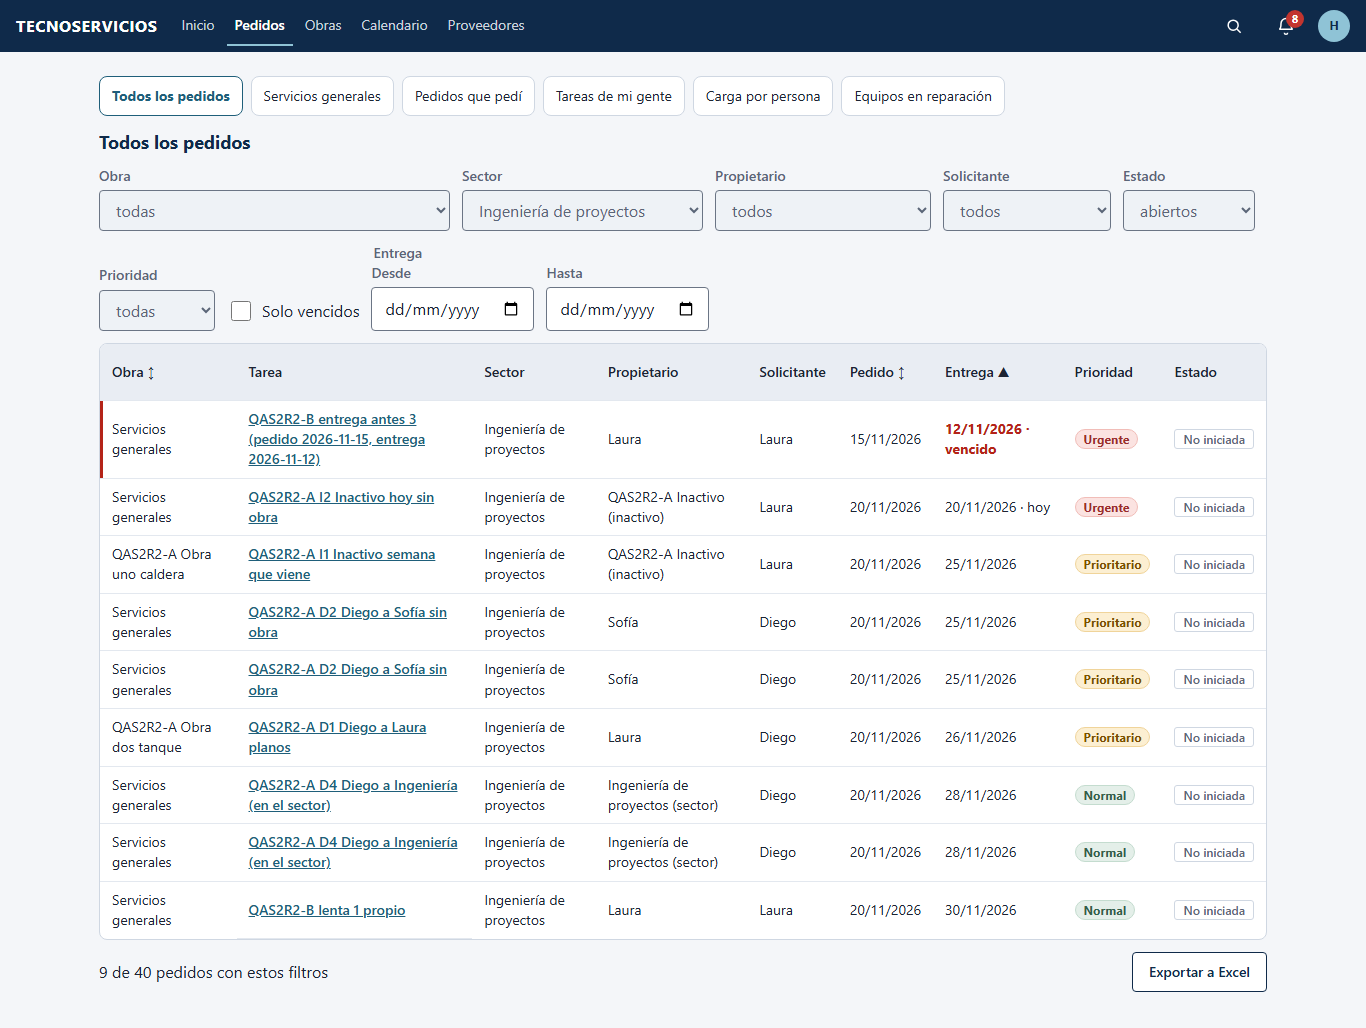 TECNOSERVICIOS Inicio Pedidos Obras Calendario Proveedores 8 H
Todos los pedidos Servicios generales Pedidos que pedí Tareas de mi gente Carga por persona Equipos en reparación
Todos los pedidos
Obra Sector Propietario Solicitante Estado
todas Ingeniería de proyectos todos todos abiertos
Entrega
Prioridad Desde Hasta
todas Solo vencidos dd/mm/yyyy dd/mm/yyyy
Obra ↕ Tarea Sector Propietario Solicitante Pedido ↕ Entrega ▲ Prioridad Estado
Servicios generales QAS2R2-B entrega antes 3 (pedido 2026-11-15, entrega 2026-11-12) Ingeniería de proyectos Laura Laura 15/11/2026 12/11/2026 · vencido Urgente No iniciada
Servicios generales QAS2R2-A I2 Inactivo hoy sin obra Ingeniería de proyectos QAS2R2-A Inactivo (inactivo) Laura 20/11/2026 20/11/2026 · hoy Urgente No iniciada
QAS2R2-A Obra uno caldera QAS2R2-A I1 Inactivo semana que viene Ingeniería de proyectos QAS2R2-A Inactivo (inactivo) Laura 20/11/2026 25/11/2026 Prioritario No iniciada
Servicios generales QAS2R2-A D2 Diego a Sofía sin obra Ingeniería de proyectos Sofía Diego 20/11/2026 25/11/2026 Prioritario No iniciada
Servicios generales QAS2R2-A D2 Diego a Sofía sin obra Ingeniería de proyectos Sofía Diego 20/11/2026 25/11/2026 Prioritario No iniciada
QAS2R2-A Obra dos tanque QAS2R2-A D1 Diego a Laura planos Ingeniería de proyectos Laura Diego 20/11/2026 26/11/2026 Prioritario No iniciada
Servicios generales QAS2R2-A D4 Diego a Ingeniería (en el sector) Ingeniería de proyectos Ingeniería de proyectos (sector) Diego 20/11/2026 28/11/2026 Normal No iniciada
Servicios generales QAS2R2-A D4 Diego a Ingeniería (en el sector) Ingeniería de proyectos Ingeniería de proyectos (sector) Diego 20/11/2026 28/11/2026 Normal No iniciada
Servicios generales QAS2R2-B lenta 1 propio Ingeniería de proyectos Laura Laura 20/11/2026 30/11/2026 Normal No iniciada
9 de 40 pedidos con estos filtros Exportar a Excel